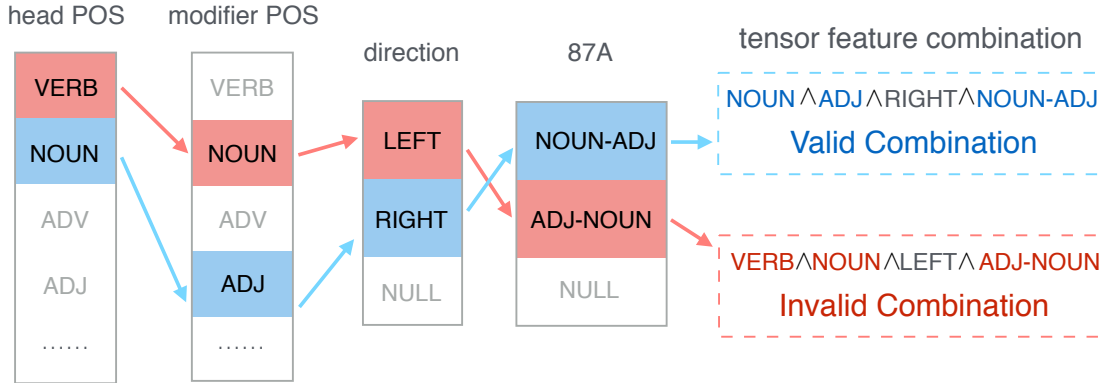 head POS
VERB
NOUN
ADV
ADJ
......
modifier POS
VERB
NOUN
ADV
ADJ
......
direction
LEFT
RIGHT
NULL
87A
NOUN-ADJ
ADJ-NOUN
NULL
tensor feature combination
NOUN∧ADJ∧RIGHT∧NOUN-ADJ
Valid Combination
VERB∧NOUN∧LEFT∧ADJ-NOUN
Invalid Combination